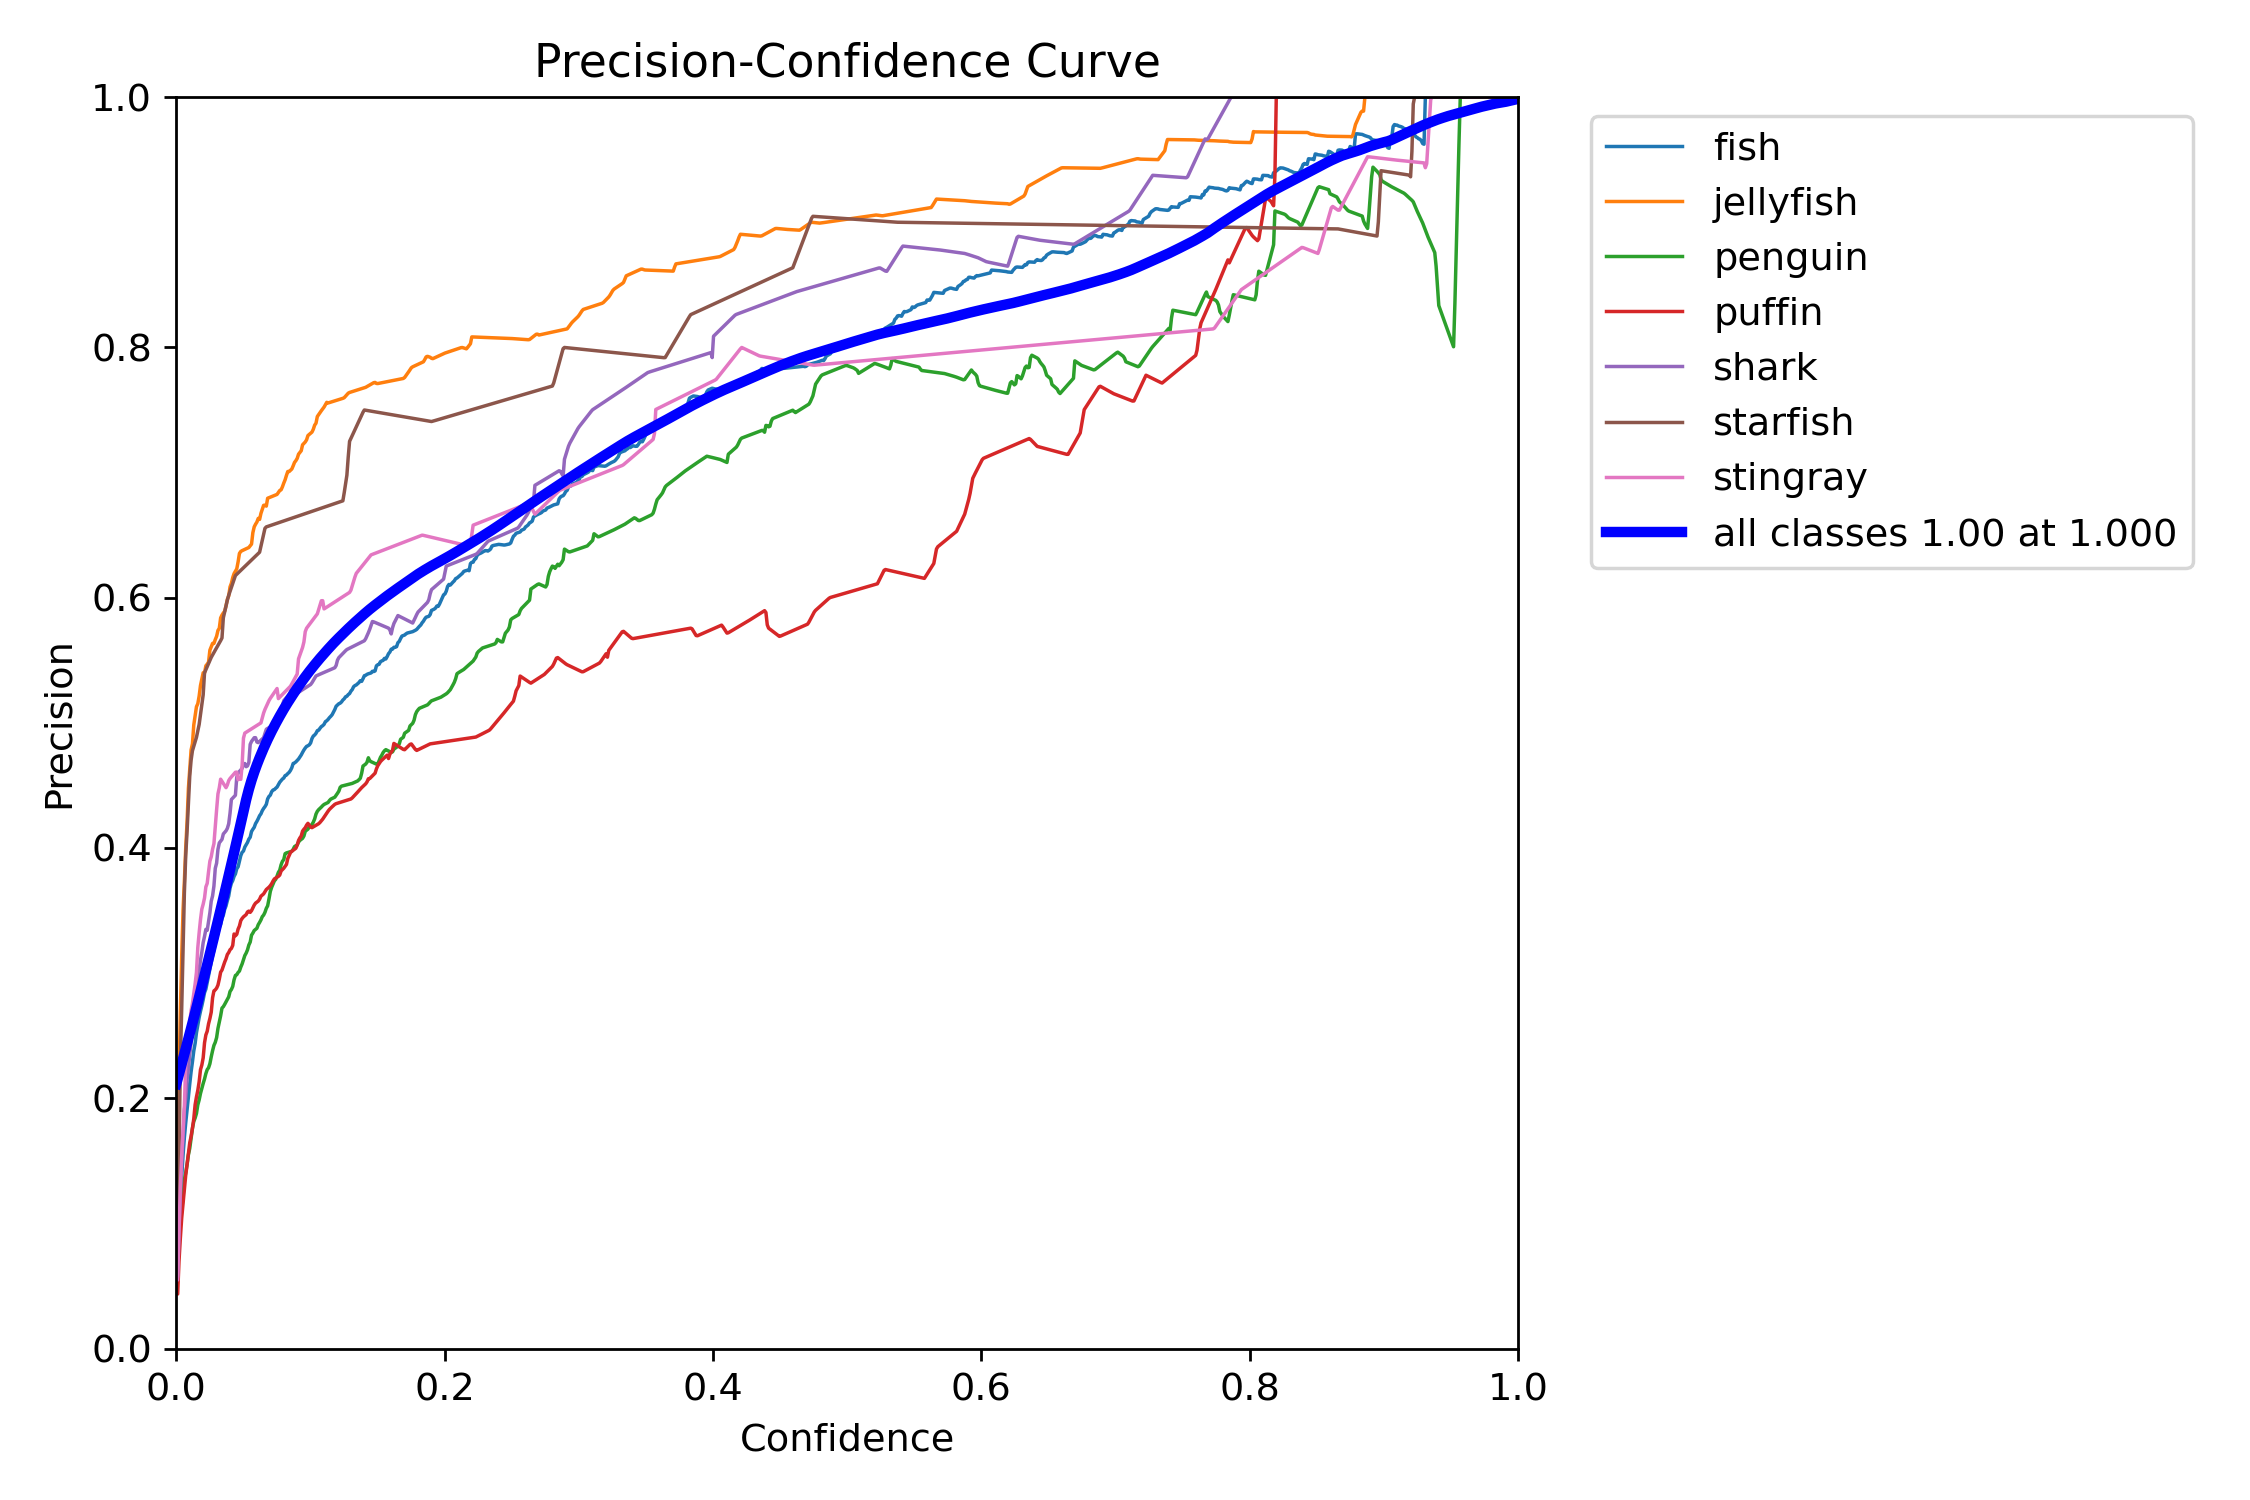 Precision-Confidence Curve
1.0
0.8
0.6
0.4
0.2
0.0
Precision
0.0 0.2 0.4 0.6 0.8 1.0
Confidence
fish
jellyfish
penguin
puffin
shark
starfish
stingray
all classes 1.00 at 1.000